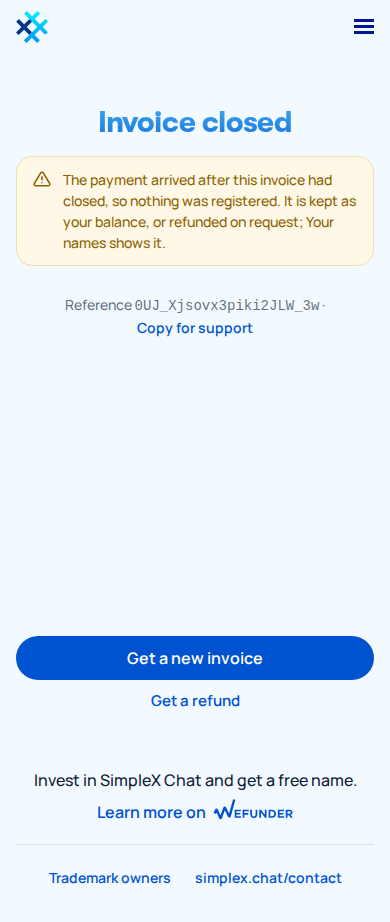 Invoice closed
The payment arrived after this invoice had
closed, so nothing was registered. It is kept as
your balance, or refunded on request; Your
names shows it.
Reference 0UJ_Xjsovx3piki2JLW_3w ·
Copy for support
Get a new invoice
Get a refund
Invest in SimpleX Chat and get a free name.
Learn more on WEFUNDER
Trademark owners simplex.chat/contact